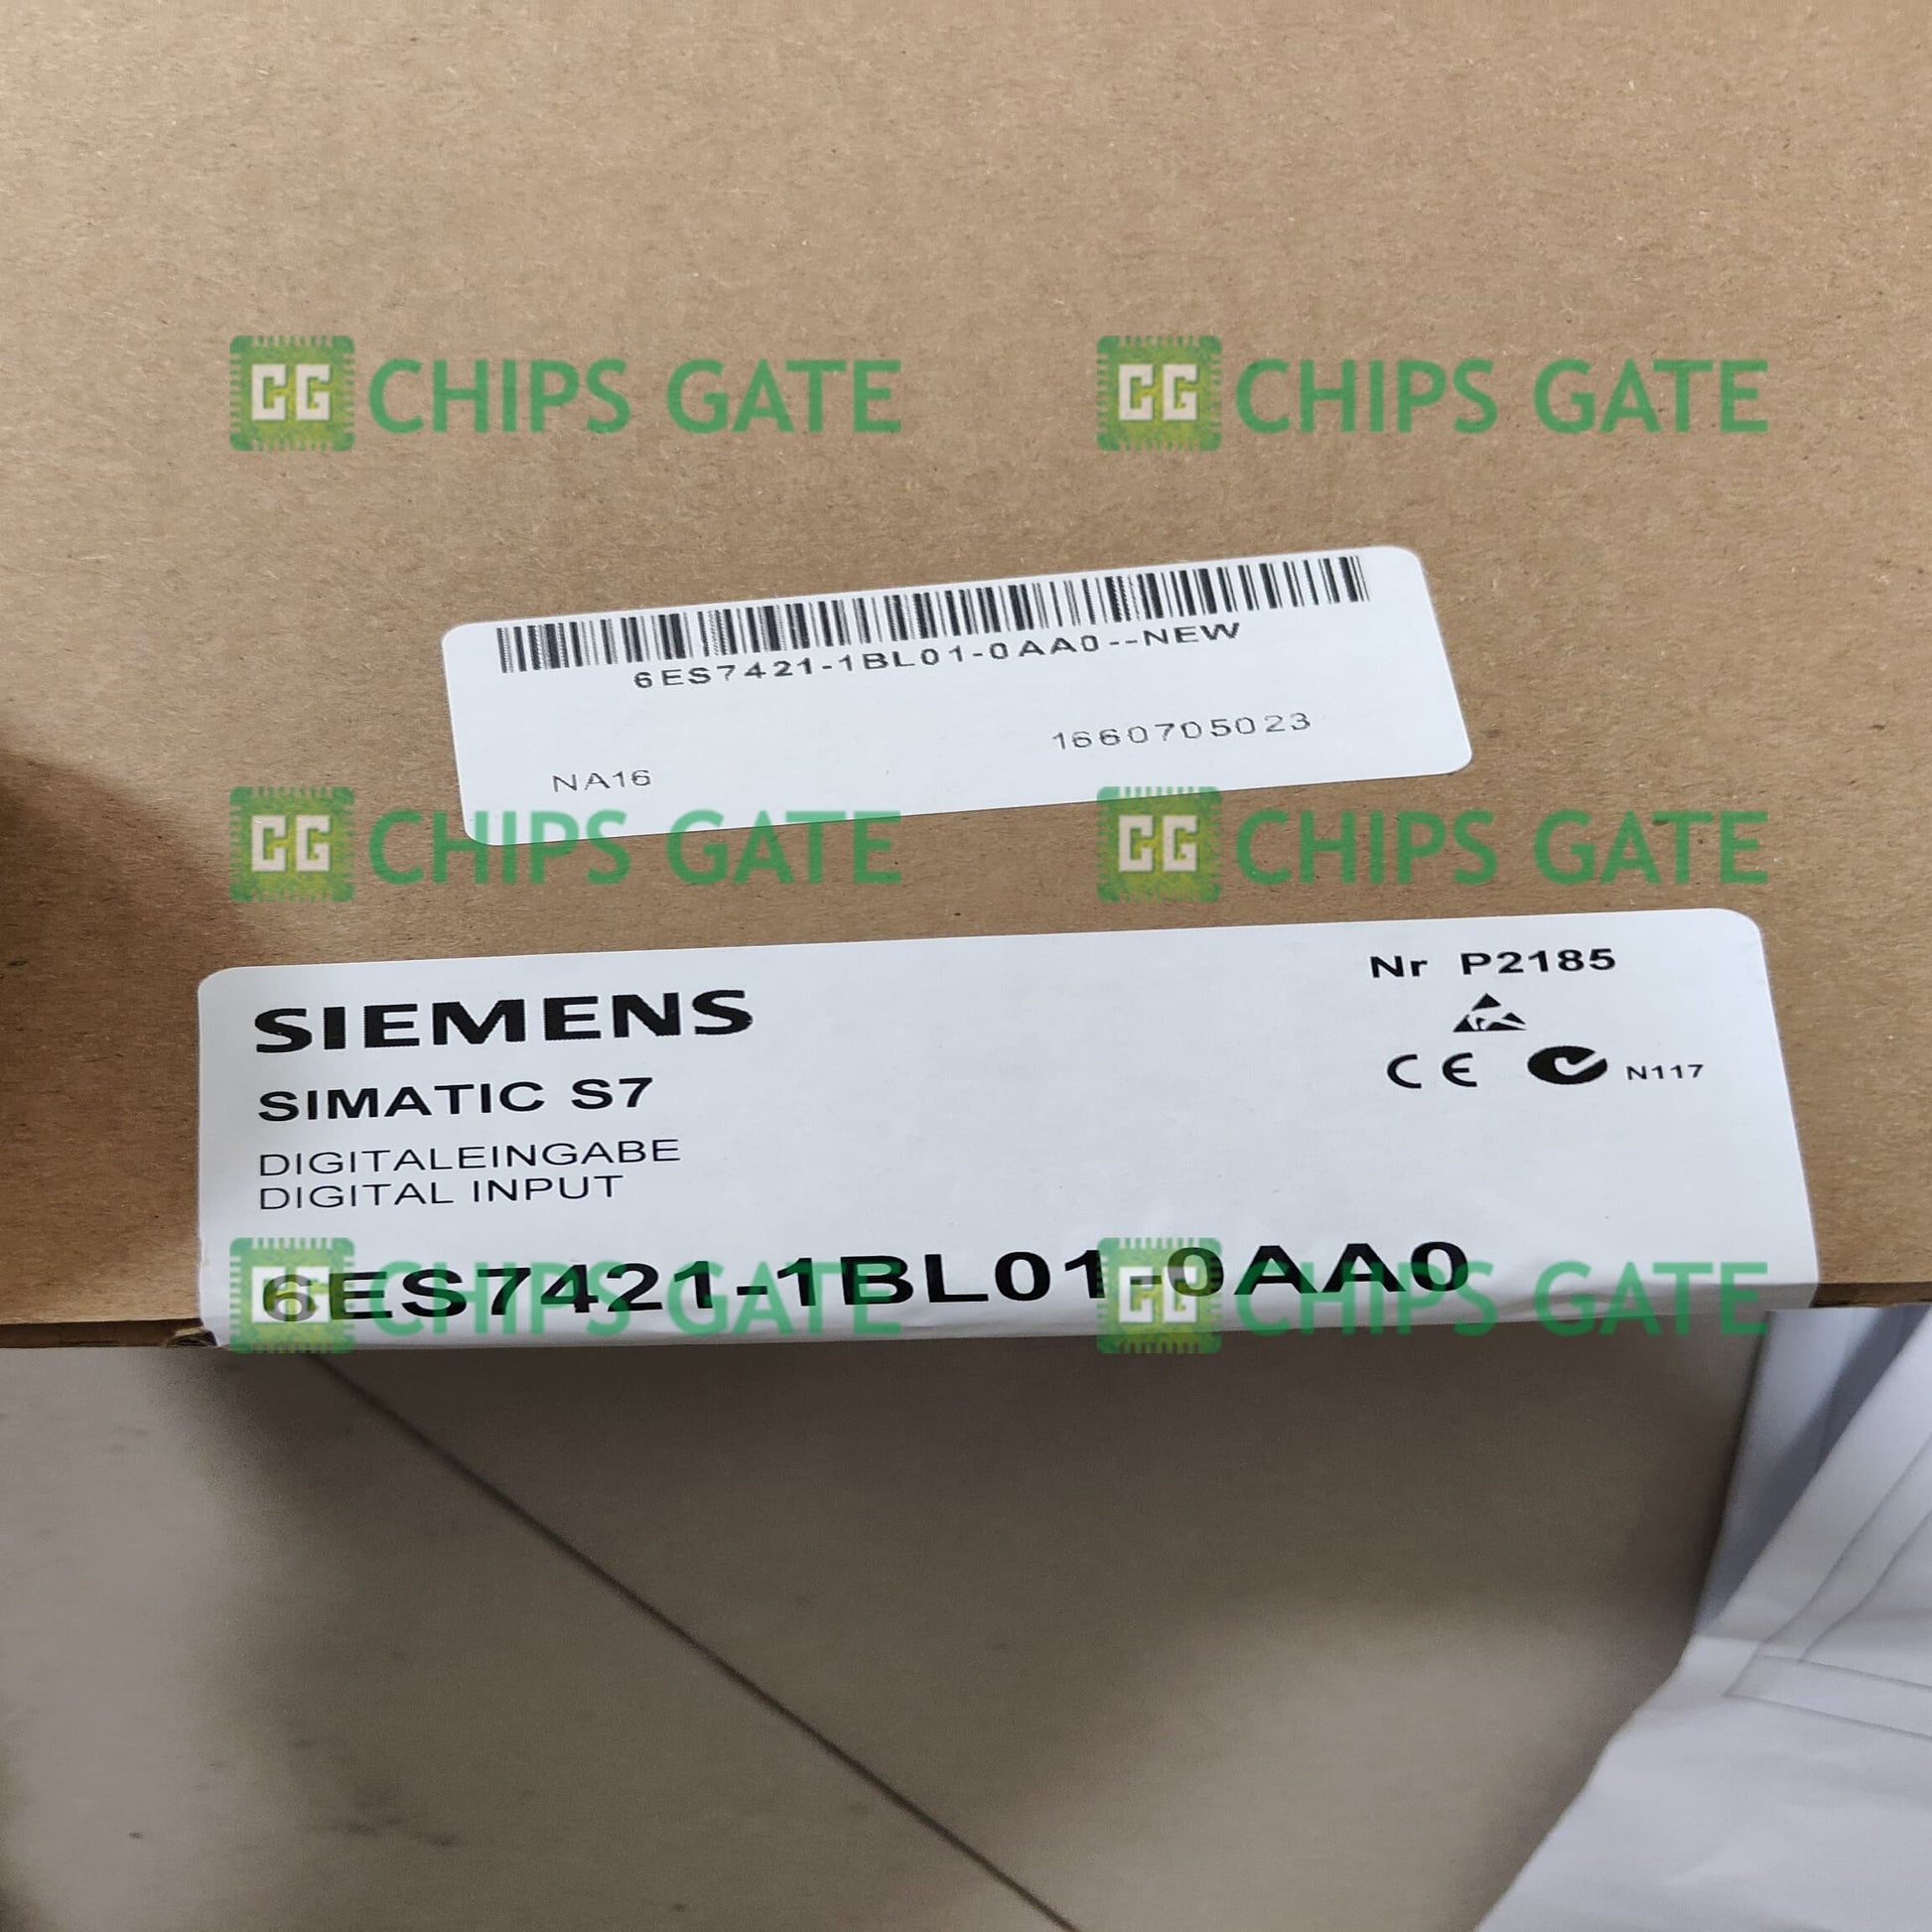 CG CHIPS GATE CG CHIPS GATE
6ES7421-1BL01-0AA0--NEW
1660705023
NA16
CG CHIPS GATE CG CHIPS GATE
Nr P2185
SIEMENS
CE N117
SIMATIC S7
DIGITALEINGABE
DIGITAL INPUT
6ES7421-1BL01-0AA0
CG CHIPS GATE CG CHIPS GATE